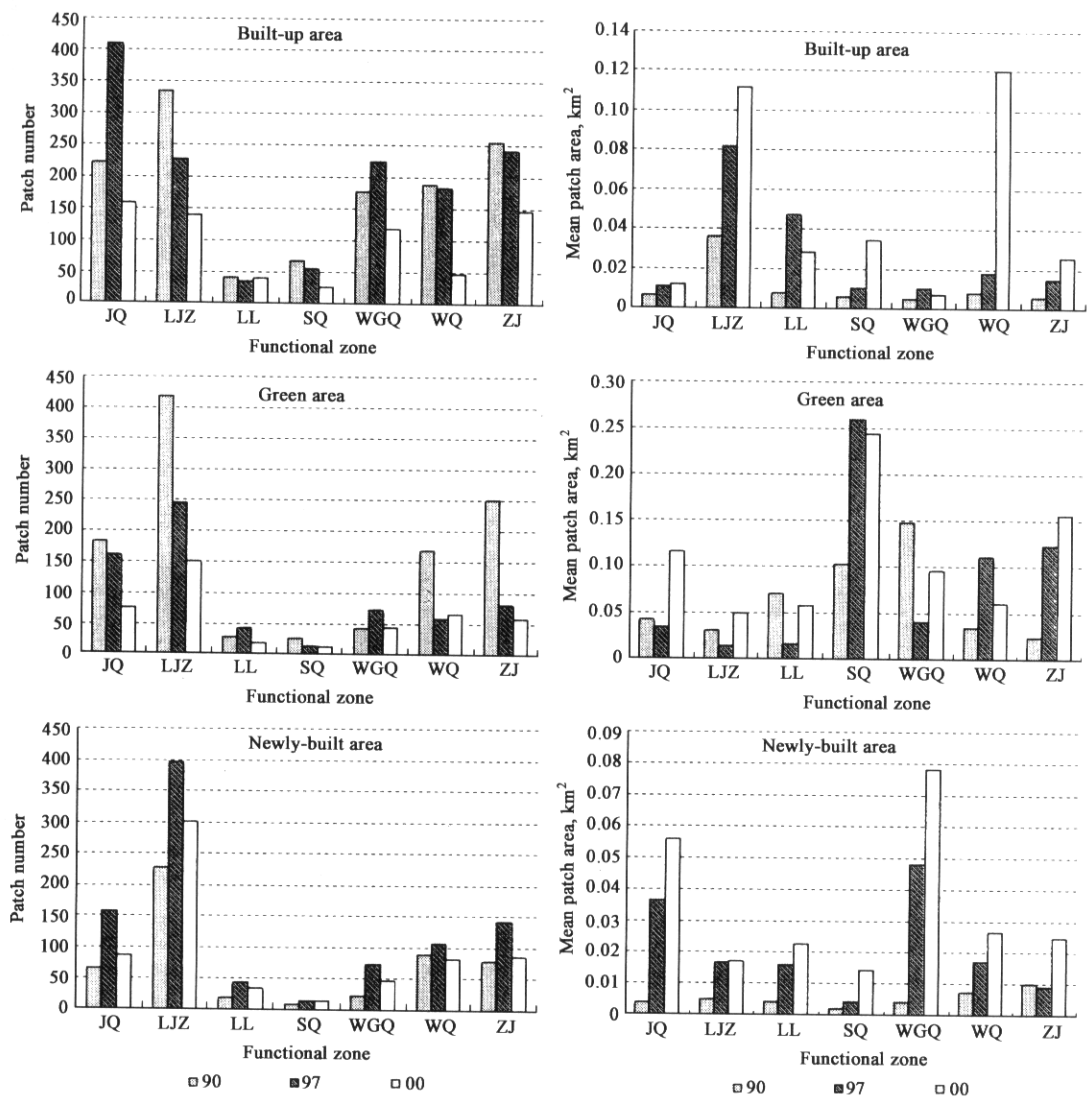 Built-up area
Patch number
450
400
350
300
250
200
150
100
50
0
JQ LJZ LL SQ WGQ WQ ZJ
Functional zone
Built-up area
Mean patch area, km²
0.14
0.12
0.10
0.08
0.06
0.04
0.02
0
JQ LJZ LL SQ WGQ WQ ZJ
Functional zone
Green area
Patch number
450
400
350
300
250
200
150
100
50
0
JQ LJZ LL SQ WGQ WQ ZJ
Functional zone
Green area
Mean patch area, km²
0.30
0.25
0.20
0.15
0.10
0.05
0
JQ LJZ LL SQ WGQ WQ ZJ
Functional zone
Newly-built area
Patch number
450
400
350
300
250
200
150
100
50
0
JQ LJZ LL SQ WGQ WQ ZJ
Functional zone
90 97 00
Newly-built area
Mean patch area, km²
0.09
0.08
0.07
0.06
0.05
0.04
0.03
0.02
0.01
0
JQ LJZ LL SQ WGQ WQ ZJ
Functional zone
90 97 00